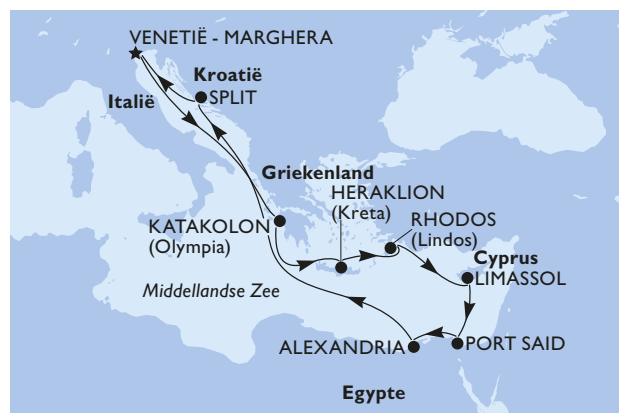 VENETIË - MARGHERA
Kroatië
SPLIT
Italië
Griekenland
HERAKLION
(Kreta)
KATAKOLON
(Olympia)
RHODOS
(Lindos)
Cyprus
LIMASSOL
Middellandse Zee
ALEXANDRIA
PORT SAID
Egypte